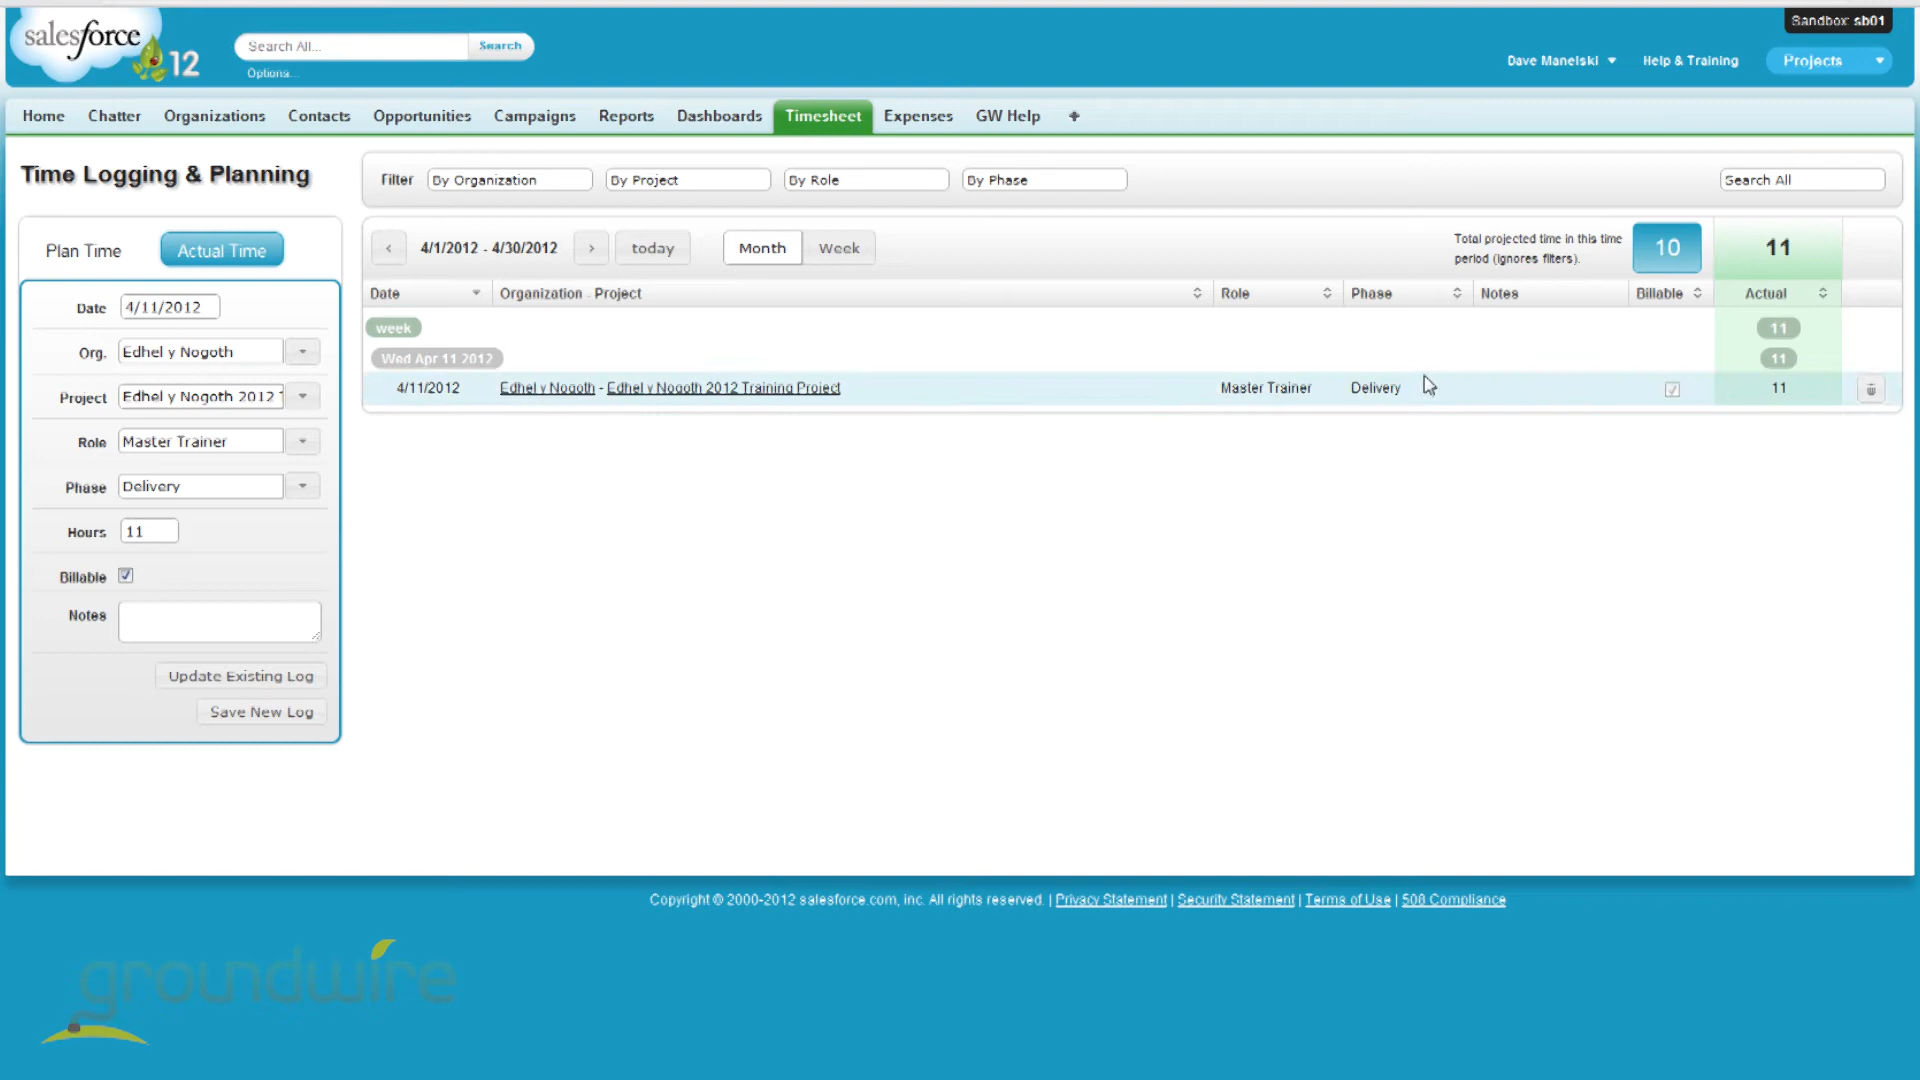 Sandbox: sb01
salesforce
12
Search All...
Search
Options...
Dave Manelski
Help & Training
Projects
Home
Chatter
Organizations
Contacts
Opportunities
Campaigns
Reports
Dashboards
Timesheet
Expenses
GW Help
+
Time Logging & Planning
Filter
By Organization
By Project
By Role
By Phase
Search All
Plan Time
Actual Time
4/1/2012 - 4/30/2012
today
Month
Week
Total projected time in this time
period (ignores filters).
10
11
Date
Organization - Project
Role
Phase
Notes
Billable
Actual
week
11
Wed Apr 11 2012
11
4/11/2012
Edhel y Nogoth - Edhel y Nogoth 2012 Training Project
Master Trainer
Delivery
11
Date
4/11/2012
Org.
Edhel y Nogoth
Project
Edhel y Nogoth 2012
Role
Master Trainer
Phase
Delivery
Hours
11
Billable
Notes
Update Existing Log
Save New Log
Copyright © 2000-2012 salesforce.com, inc. All rights reserved. | Privacy Statement | Security Statement | Terms of Use | 508 Compliance
groundwire